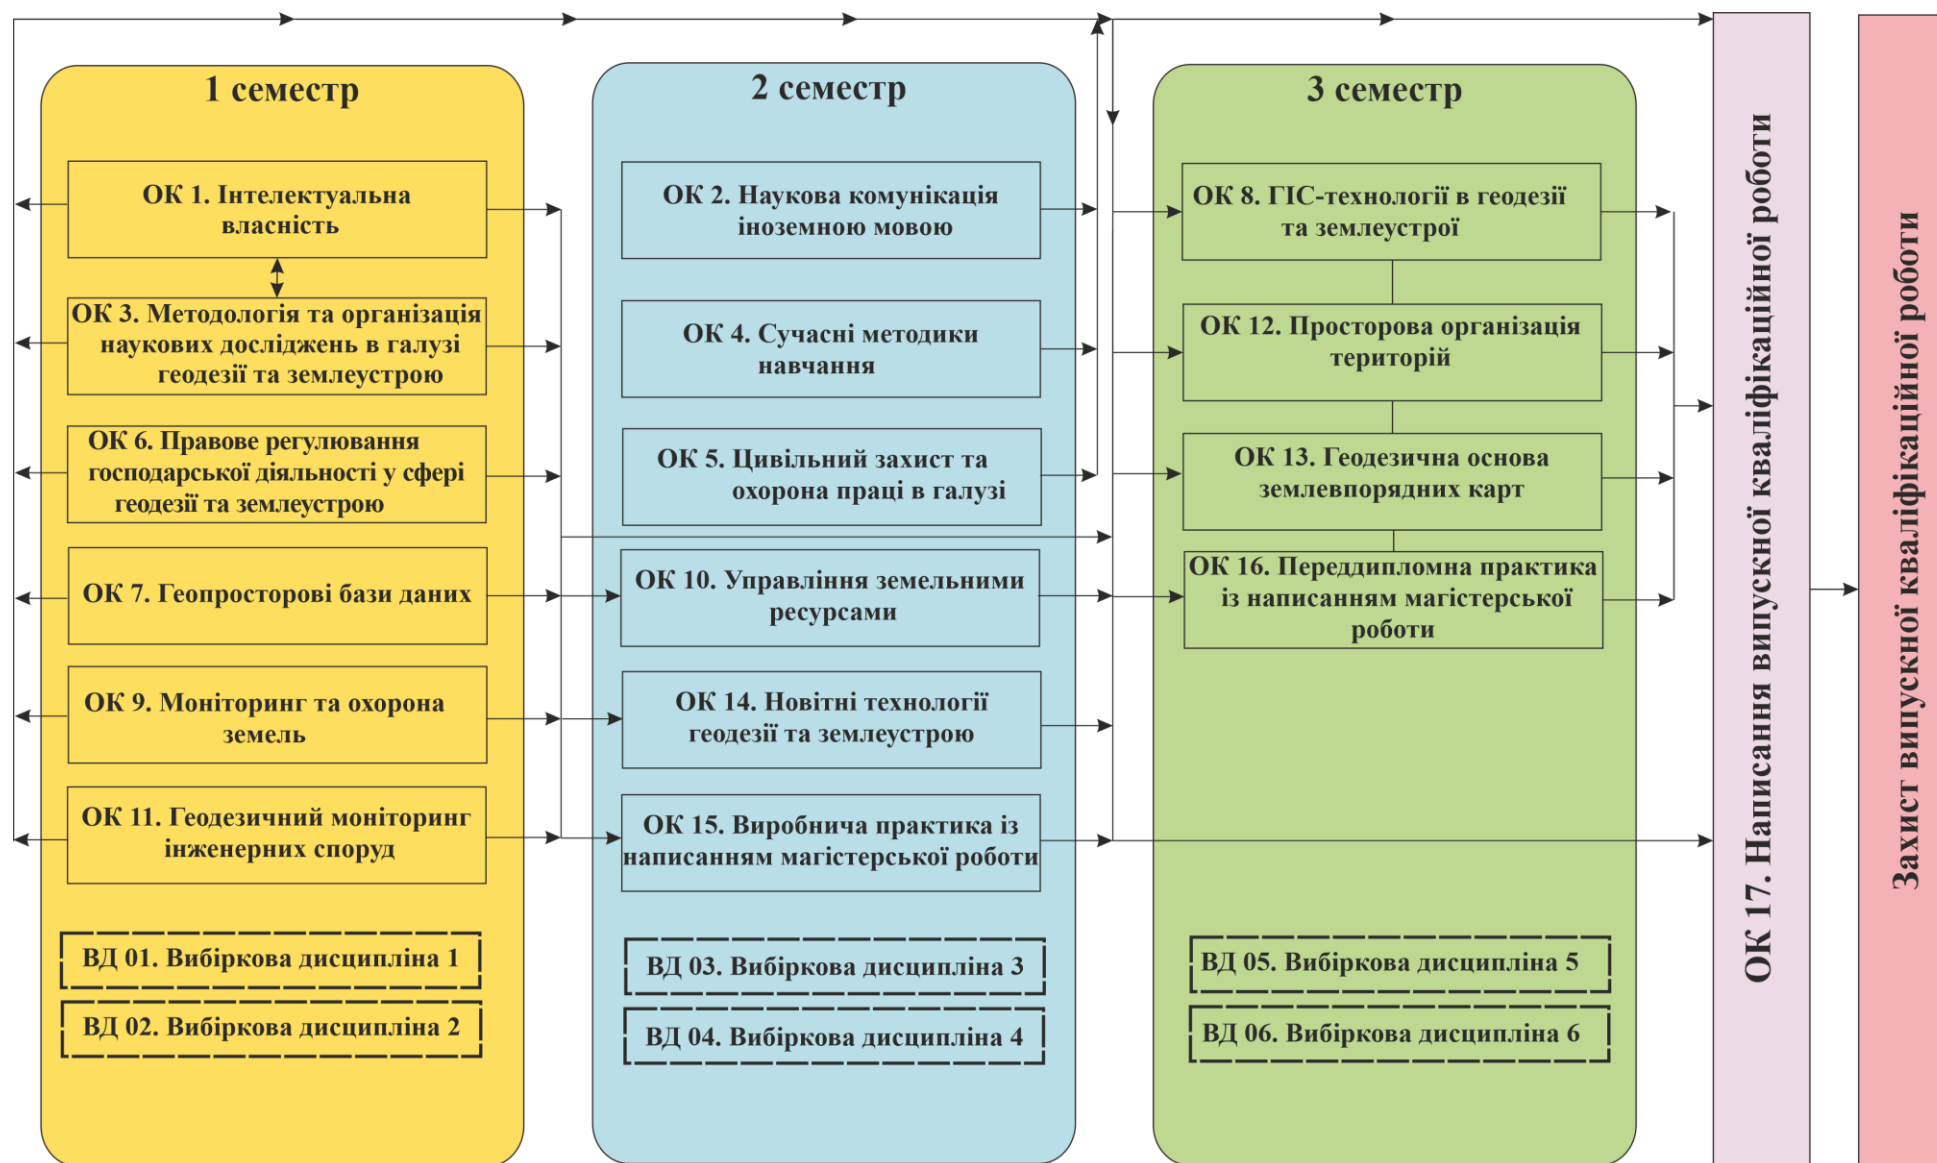 1 семестр
ОК 1. Інтелектуальна
власність
ОК 3. Методологія та організація
наукових досліджень в галузі
геодезії та землеустрою
ОК 6. Правове регулювання
господарської діяльності у сфері
геодезії та землеустрою
ОК 7. Геопросторові бази даних
ОК 9. Моніторинг та охорона
земель
ОК 11. Геодезичний моніторинг
інженерних споруд
ВД 01. Вибіркова дисципліна 1
ВД 02. Вибіркова дисципліна 2
2 семестр
ОК 2. Наукова комунікація
іноземною мовою
ОК 4. Сучасні методики
навчання
ОК 5. Цивільний захист та
охорона праці в галузі
ОК 10. Управління земельними
ресурсами
ОК 14. Новітні технології
геодезії та землеустрою
ОК 15. Виробнича практика із
написанням магістерської роботи
ВД 03. Вибіркова дисципліна 3
ВД 04. Вибіркова дисципліна 4
3 семестр
ОК 8. ГІС-технології в геодезії
та землеустрої
ОК 12. Просторова організація
територій
ОК 13. Геодезична основа
землевпорядних карт
ОК 16. Переддипломна практика
із написанням магістерської
роботи
ВД 05. Вибіркова дисципліна 5
ВД 06. Вибіркова дисципліна 6
ОК 17. Написання випускної кваліфікаційної роботи
Захист випускної кваліфікаційної роботи